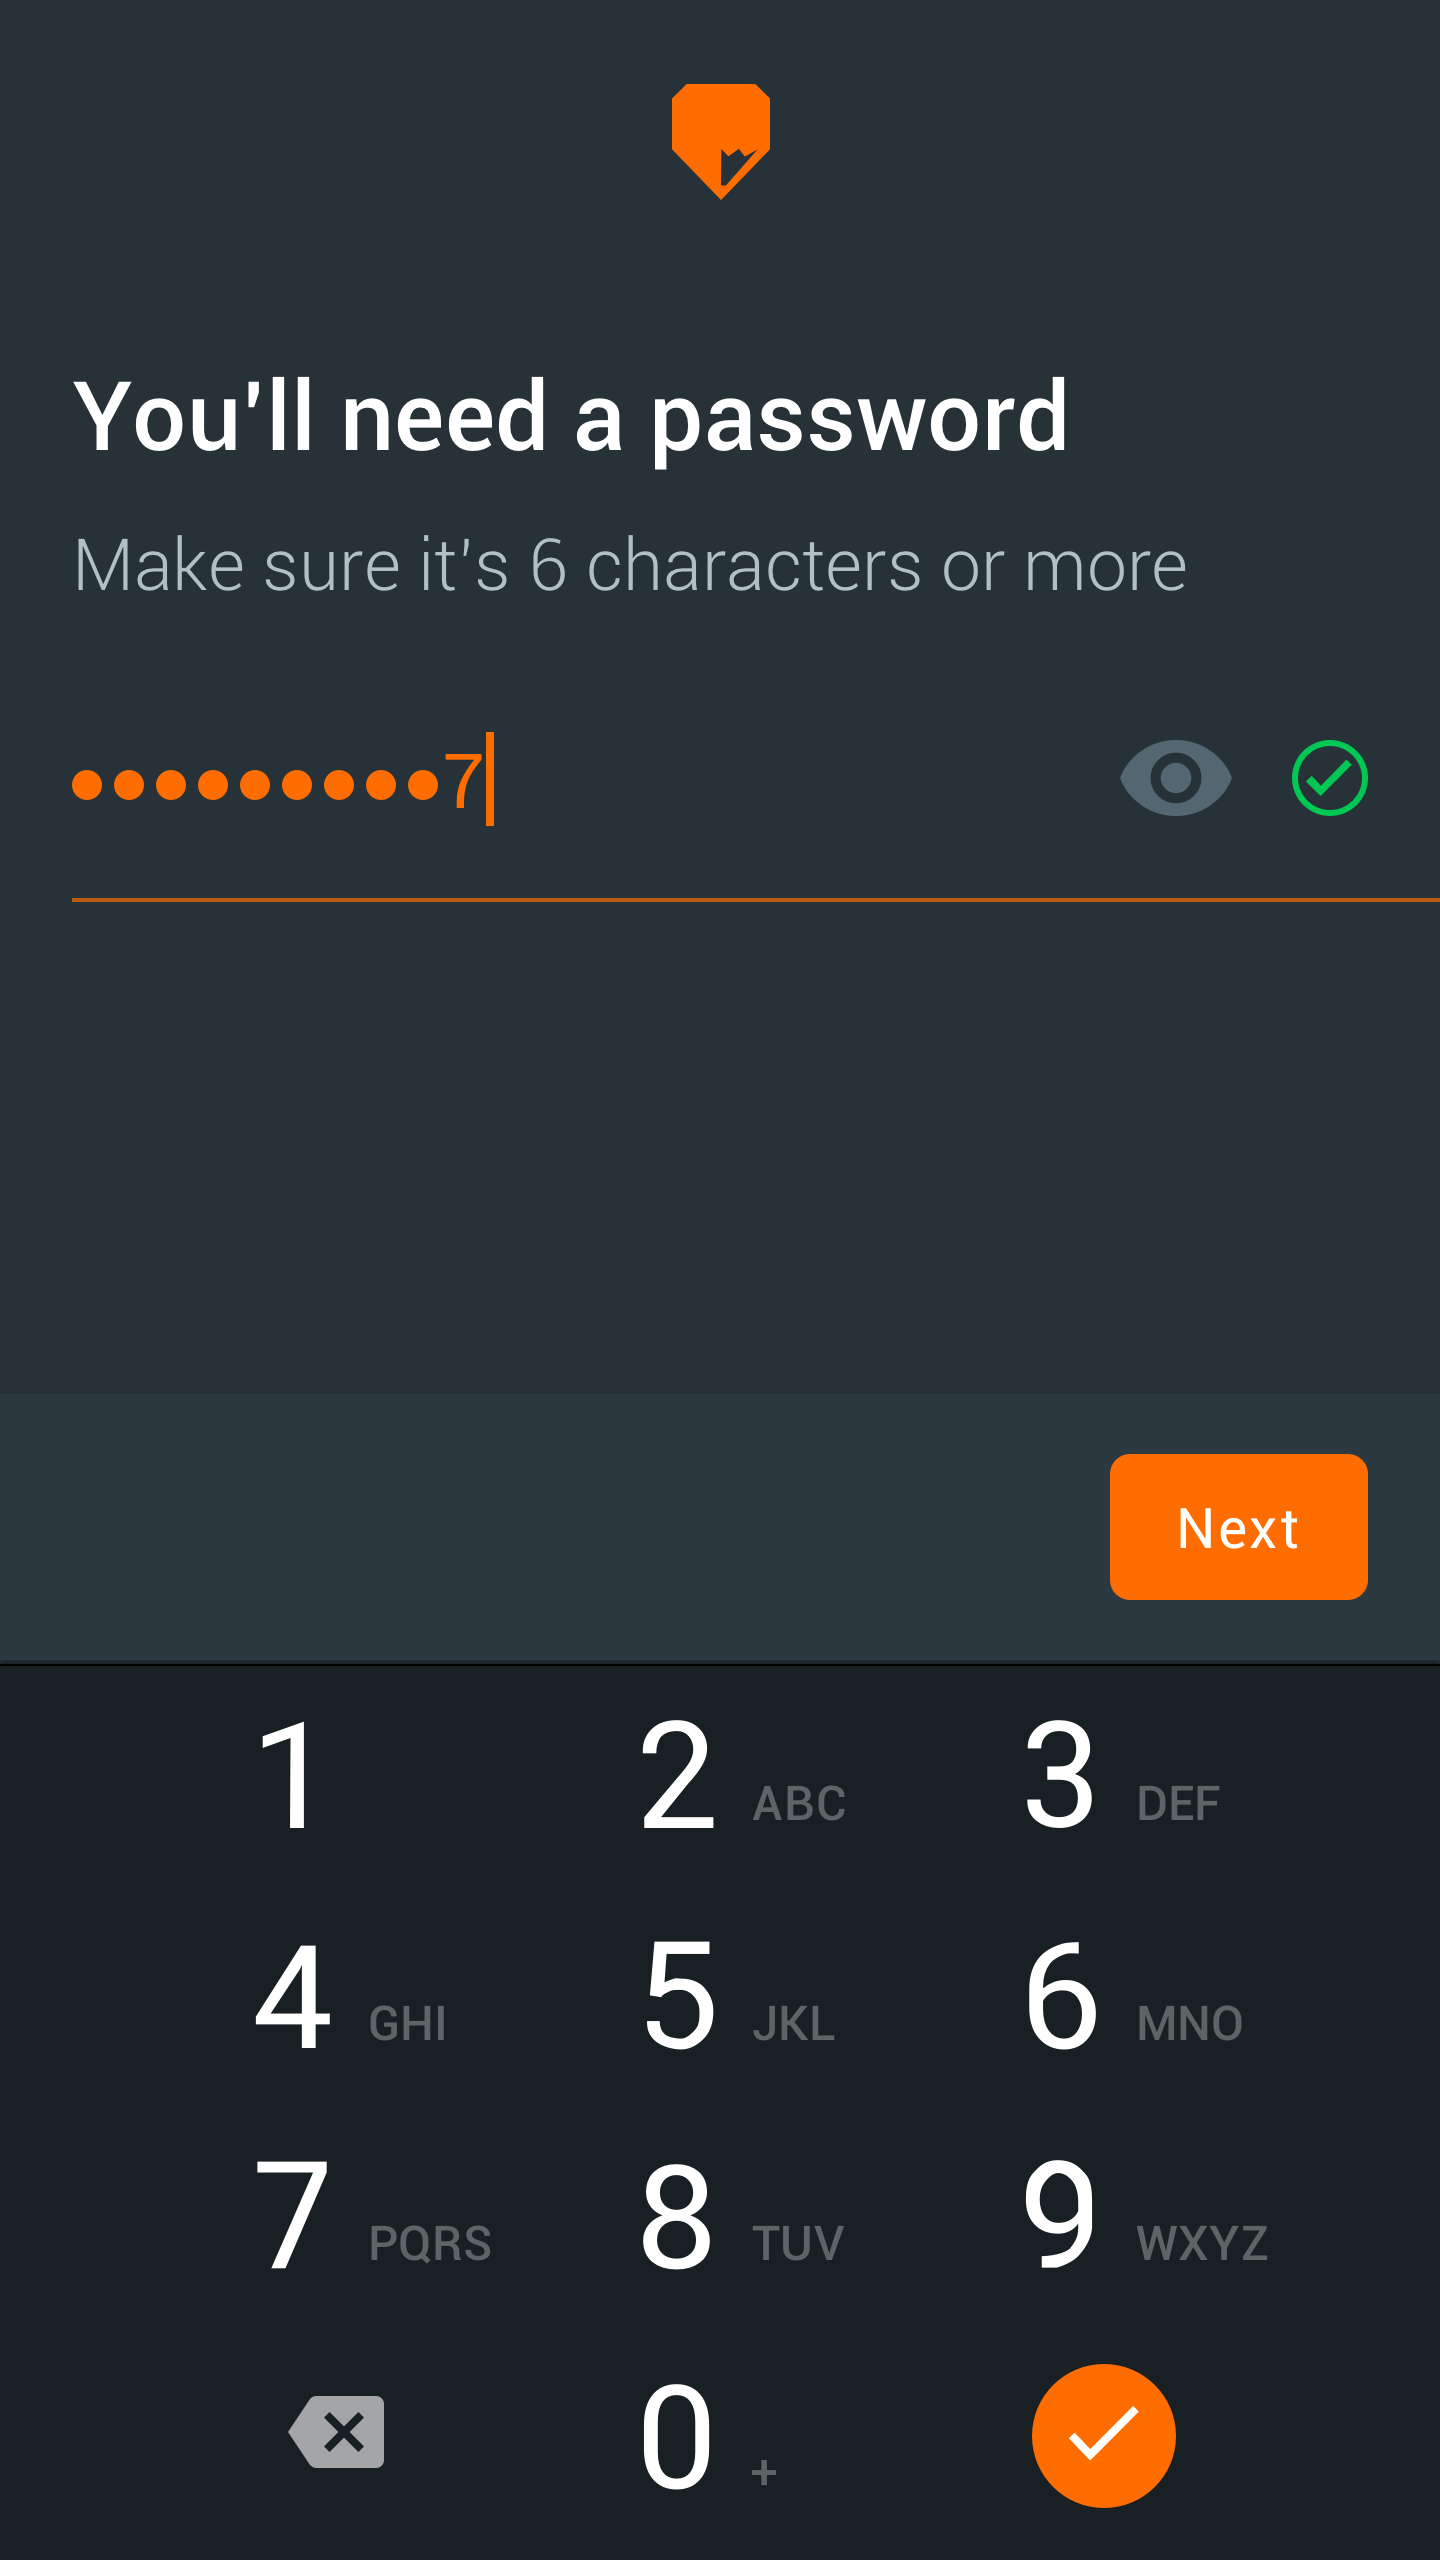 You'll need a password
Make sure it's 6 characters or more
•••••••••7
Next
1
2 ABC
3 DEF
4 GHI
5 JKL
6 MNO
7 PQRS
8 TUV
9 WXYZ
0 +